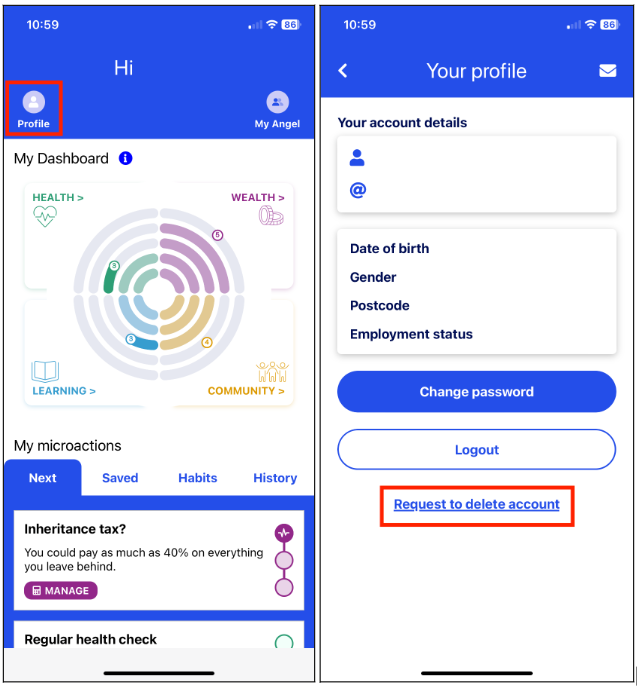 10:59
86
Hi
Profile
My Angel
My Dashboard i
HEALTH >
WEALTH >
5
3
3
4
LEARNING >
COMMUNITY >
My microactions
Next Saved Habits History
Inheritance tax?
You could pay as much as 40% on everything
you leave behind.
MANAGE
Regular health check
10:59
86
Your profile
Your account details
@
Date of birth
Gender
Postcode
Employment status
Change password
Logout
Request to delete account